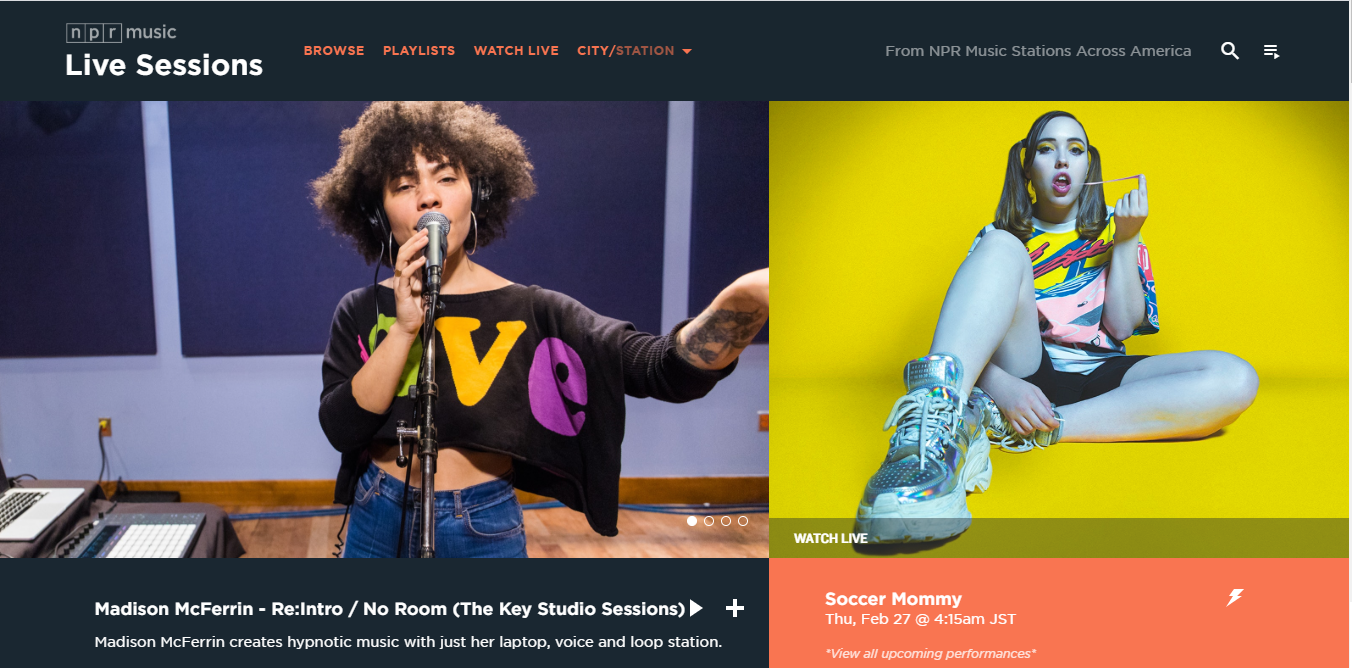 npr music
Live Sessions
BROWSE PLAYLISTS WATCH LIVE CITY/STATION
From NPR Music Stations Across America
ve
WATCH LIVE
Madison McFerrin - Re:Intro / No Room (The Key Studio Sessions)
Madison McFerrin creates hypnotic music with just her laptop, voice and loop station.
Soccer Mommy
Thu, Feb 27 @ 4:15am JST
*View all upcoming performances*